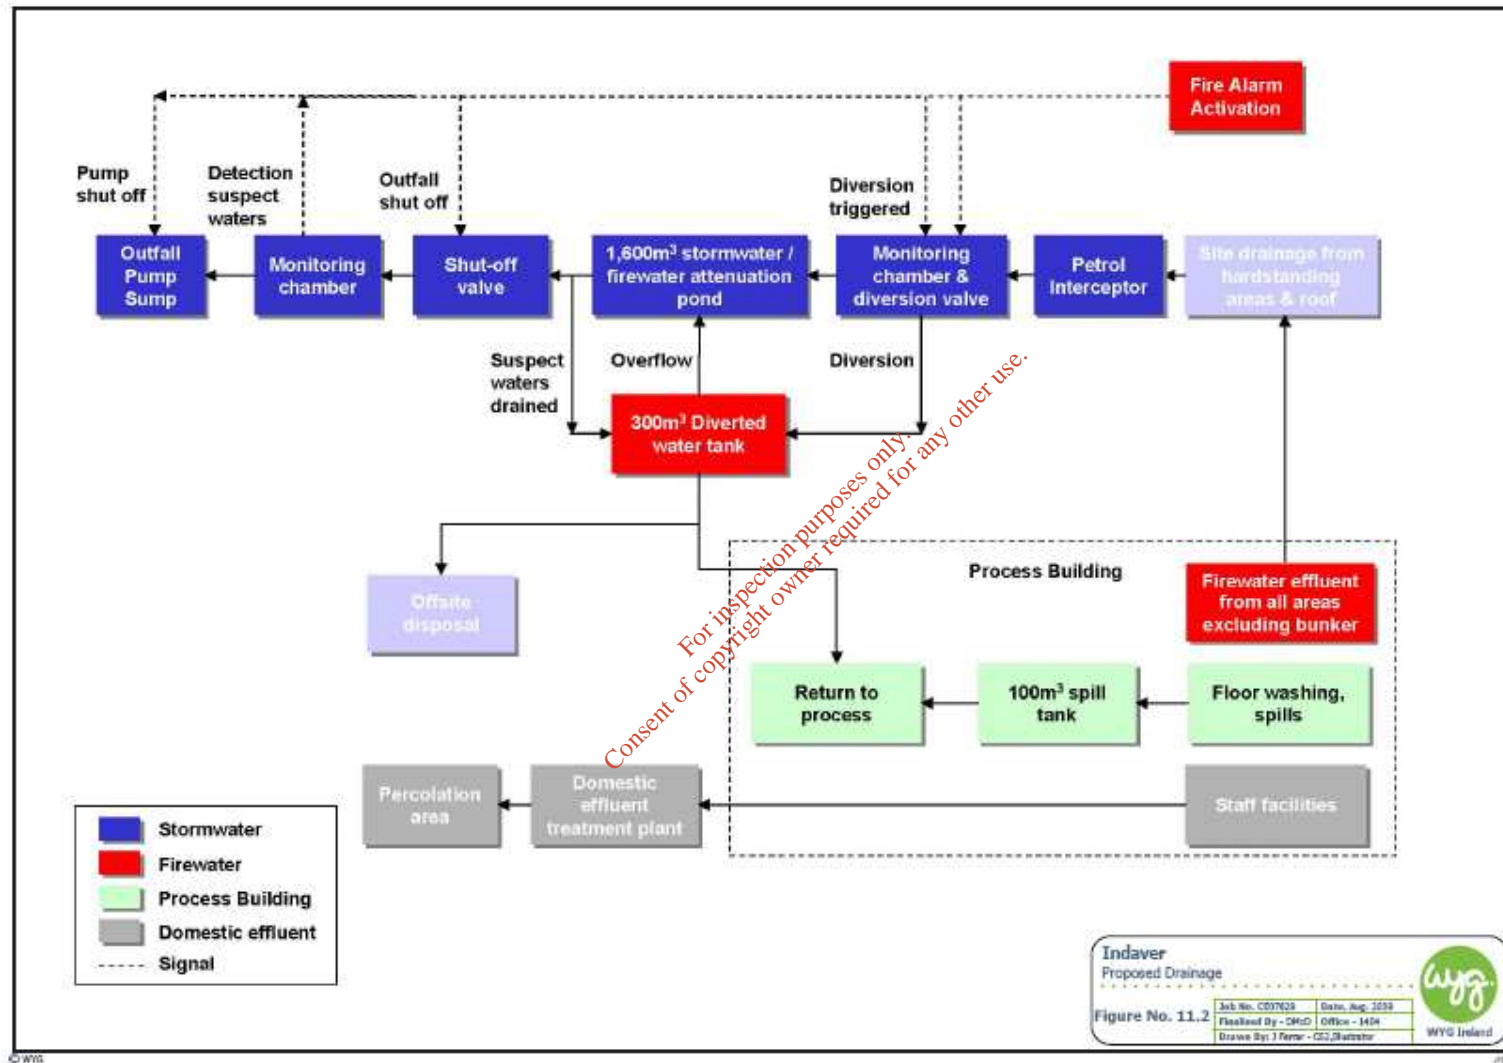 Fire Alarm
Activation
Pump
shut off
Detection
suspect
waters
Outfall
shut off
Diversion
triggered
Outfall
Pump
Sump
Monitoring
chamber
Shut-off
valve
1,600m³ stormwater /
firewater attenuation
pond
Monitoring
chamber &
diversion valve
Petrol
Interceptor
Site drainage from
hardstanding
areas & roof
Suspect
waters
drained
Overflow
Diversion
300m³ Diverted
water tank
For inspection purposes only.
Consent of copyright owner required for any other use.
Process Building
Offsite
disposal
Firewater effluent
from all areas
excluding bunker
Return to
process
100m³ spill
tank
Floor washing,
spills
Percolation
area
Domestic
effluent
treatment plant
Staff facilities
Stormwater
Firewater
Process Building
Domestic effluent
Signal
Indaver
Proposed Drainage
Figure No. 11.2
Office - 1404
wyg.
WYG Ireland
© WYG